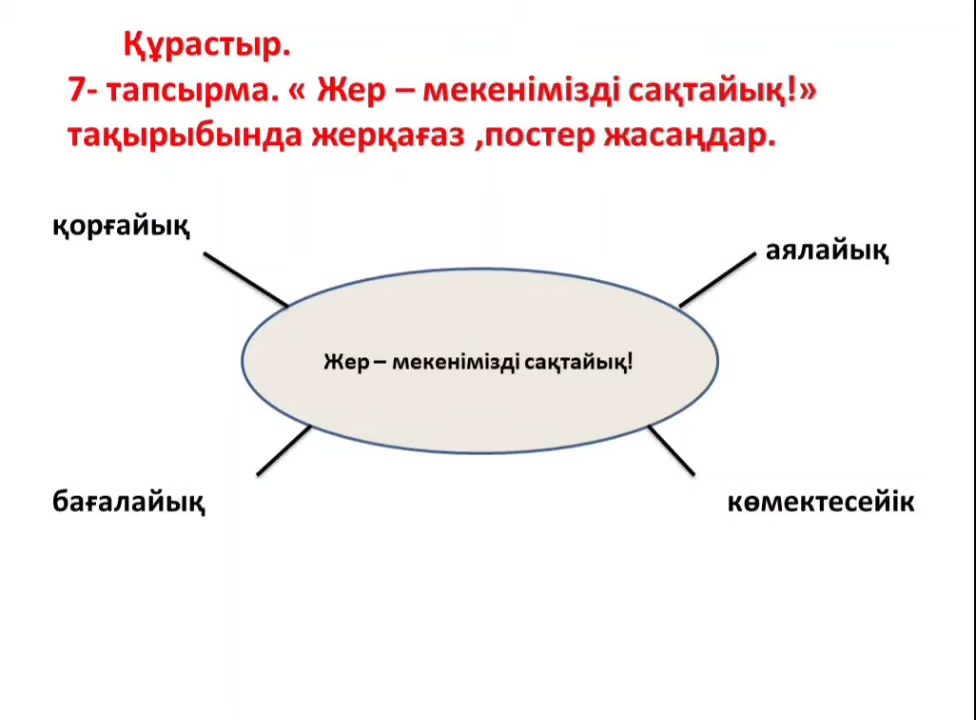 Құрастыр.
7- тапсырма. « Жер – мекенімізді сақтайық!»
тақырыбында жерқағаз ,постер жасаңдар.
қорғайық
аялайық
Жер – мекенімізді сақтайық!
бағалайық
көмектесейік